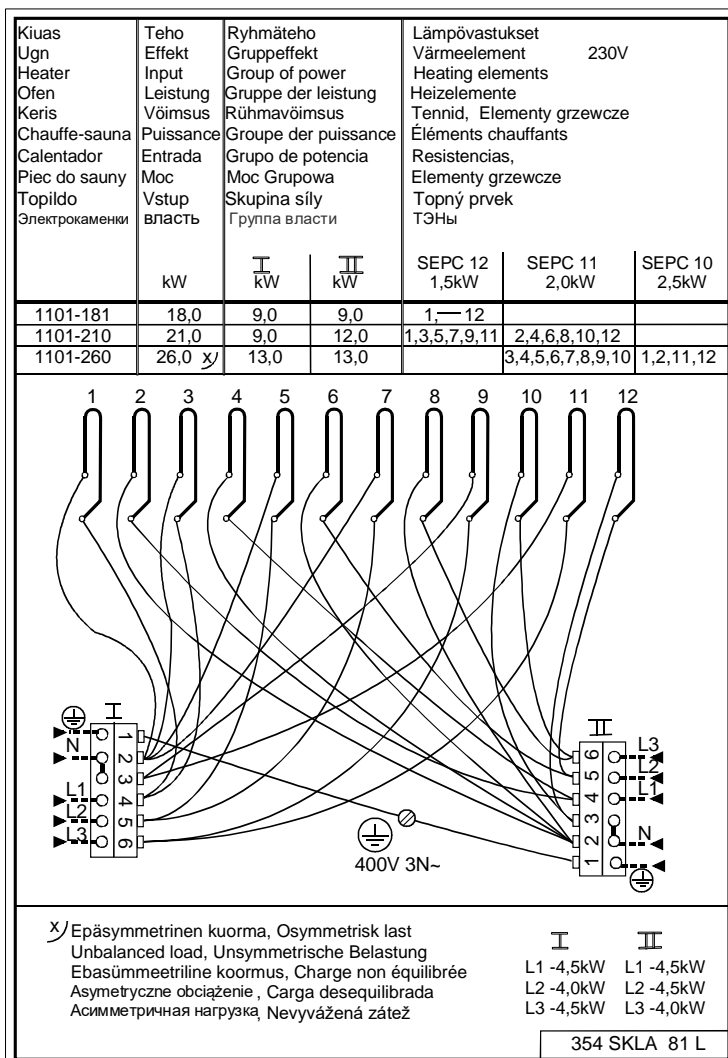 Kiuas Teho Ryhmäteho Lämpövastukset
Ugn Effekt Gruppeffekt Värmeelement 230V
Heater Input Group of power Heating elements
Ofen Leistung Gruppe der leistung Heizelemente
Keris Vöimsus Rühmavöimsus Tennid, Elementy grzewcze
Chauffe-sauna Puissance Groupe der puissance Éléments chauffants
Calentador Entrada Grupo de potencia Resistencias,
Piec do sauny Moc Moc Grupowa Elementy grzewcze
Topildo Vstup Skupina síly Topný prvek
Электрокаменки власть Группа власти ТЭНы
I II SEPC 12 SEPC 11 SEPC 10
kW kW kW 1,5kW 2,0kW 2,5kW
1101-181 18,0 9,0 9,0 1,— 12
1101-210 21,0 9,0 12,0 1,3,5,7,9,11 2,4,6,8,10,12
1101-260 26,0 x) 13,0 13,0 3,4,5,6,7,8,9,10 1,2,11,12
1 2 3 4 5 6 7 8 9 10 11 12
I
N
L1
L2
L3
1
2
3
4
5
6
II
6
5
4
3
2
1
L3
L2
L1
N
400V 3N~
x) Epäsymmetrinen kuorma, Osymmetrisk last
Unbalanced load, Unsymmetrische Belastung
Ebasümmeetriline koormus, Charge non équilibrée
Asymetryczne obciążenie , Carga desequilibrada
Асимметричная нагрузка, Nevyvážená zátež
I II
L1 -4,5kW L1 -4,5kW
L2 -4,0kW L2 -4,5kW
L3 -4,5kW L3 -4,0kW
354 SKLA 81 L